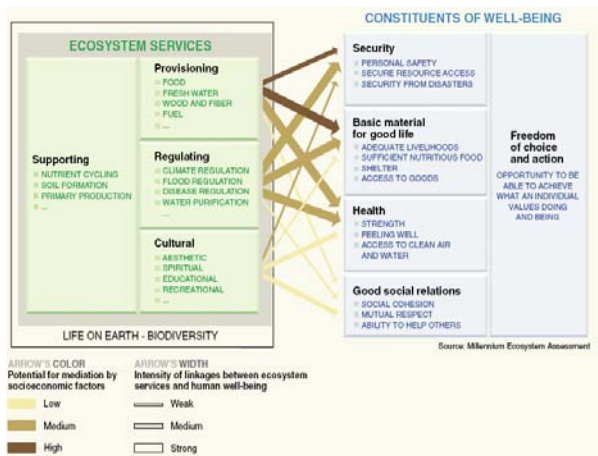 CONSTITUENTS OF WELL-BEING
ECOSYSTEM SERVICES
Supporting
NUTRIENT CYCLING
SOIL FORMATION
PRIMARY PRODUCTION
...
Provisioning
FOOD
FRESH WATER
WOOD AND FIBER
FUEL
...
Regulating
CLIMATE REGULATION
FLOOD REGULATION
DISEASE REGULATION
WATER PURIFICATION
...
Cultural
AESTHETIC
SPIRITUAL
EDUCATIONAL
RECREATIONAL
...
LIFE ON EARTH - BIODIVERSITY
Security
PERSONAL SAFETY
SECURE RESOURCE ACCESS
SECURITY FROM DISASTERS
Basic material
for good life
ADEQUATE LIVELIHOODS
SUFFICIENT NUTRITIOUS FOOD
SHELTER
ACCESS TO GOODS
Health
STRENGTH
FEELING WELL
ACCESS TO CLEAN AIR
AND WATER
Good social relations
SOCIAL COHESION
MUTUAL RESPECT
ABILITY TO HELP OTHERS
Freedom
of choice
and action
OPPORTUNITY TO BE
ABLE TO ACHIEVE
WHAT AN INDIVIDUAL
VALUES DOING
AND BEING
Source: Millennium Ecosystem Assessment
ARROW'S COLOR
Potential for mediation by
socioeconomic factors
Low
Medium
High
ARROW'S WIDTH
Intensity of linkages between ecosystem
services and human well-being
Weak
Medium
Strong